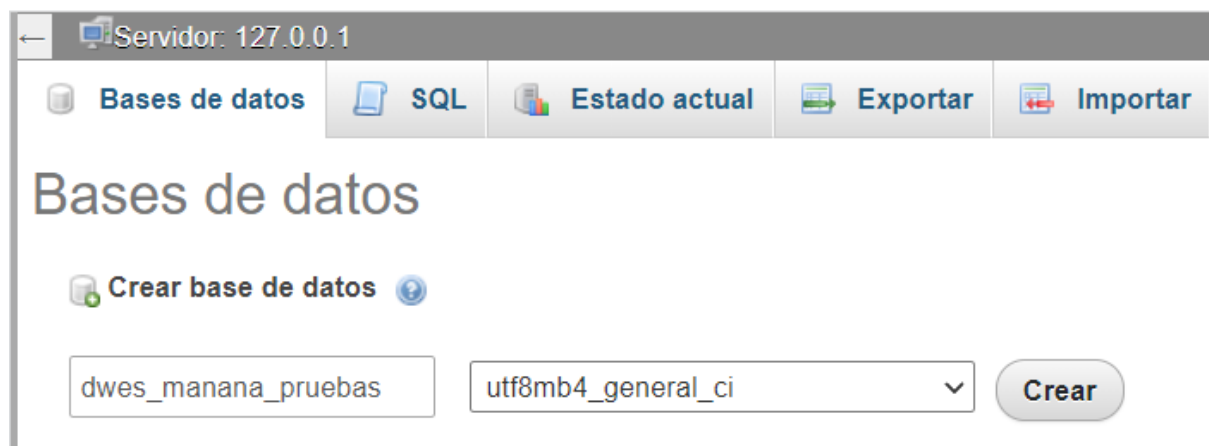 ← Servidor: 127.0.0.1
Bases de datos SQL Estado actual Exportar Importar
Bases de datos
Crear base de datos
dwes_manana_pruebas utf8mb4_general_ci Crear